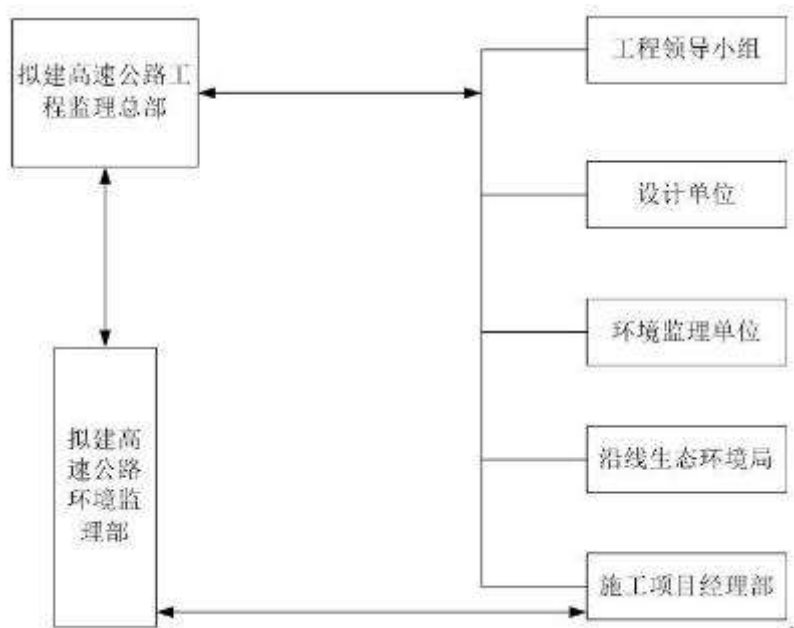 拟建高速公路工
程监理总部
工程领导小组
设计单位
环境监理单位
沿线生态环境局
施工项目经理部
拟建高
速公路
环境监
理部